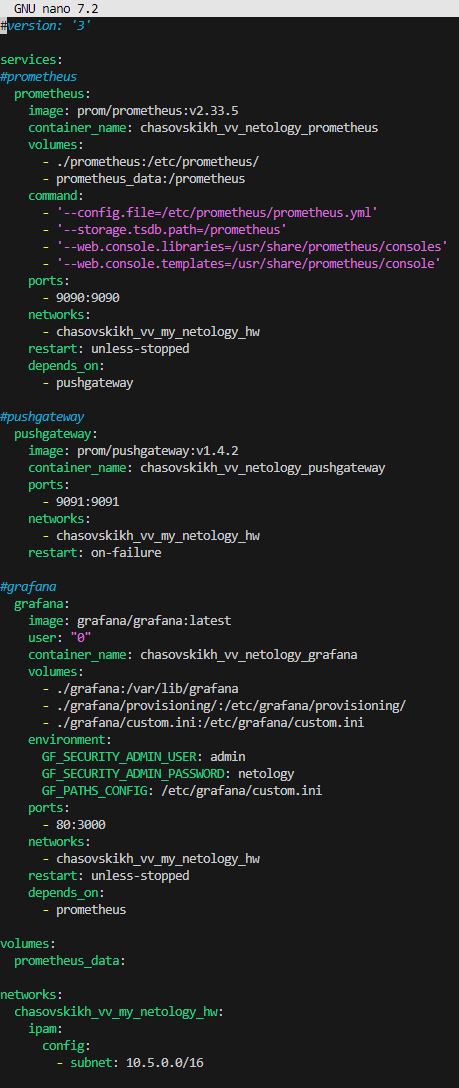 GNU nano 7.2
#version: '3'
services:
#prometheus
  prometheus:
    image: prom/prometheus:v2.33.5
    container_name: chasovskikh_vv_netology_prometheus
    volumes:
      - ./prometheus:/etc/prometheus/
      - prometheus_data:/prometheus
    command:
      - '--config.file=/etc/prometheus/prometheus.yml'
      - '--storage.tsdb.path=/prometheus'
      - '--web.console.libraries=/usr/share/prometheus/consoles'
      - '--web.console.templates=/usr/share/prometheus/console'
    ports:
      - 9090:9090
    networks:
      - chasovskikh_vv_my_netology_hw
    restart: unless-stopped
    depends_on:
      - pushgateway
#pushgateway
  pushgateway:
    image: prom/pushgateway:v1.4.2
    container_name: chasovskikh_vv_netology_pushgateway
    ports:
      - 9091:9091
    networks:
      - chasovskikh_vv_my_netology_hw
    restart: on-failure
#grafana
  grafana:
    image: grafana/grafana:latest
    user: "0"
    container_name: chasovskikh_vv_netology_grafana
    volumes:
      - ./grafana:/var/lib/grafana
      - ./grafana/provisioning/:/etc/grafana/provisioning/
      - ./grafana/custom.ini:/etc/grafana/custom.ini
    environment:
      GF_SECURITY_ADMIN_USER: admin
      GF_SECURITY_ADMIN_PASSWORD: netology
      GF_PATHS_CONFIG: /etc/grafana/custom.ini
    ports:
      - 80:3000
    networks:
      - chasovskikh_vv_my_netology_hw
    restart: unless-stopped
    depends_on:
      - prometheus
volumes:
  prometheus_data:
networks:
  chasovskikh_vv_my_netology_hw:
    ipam:
      config:
        - subnet: 10.5.0.0/16